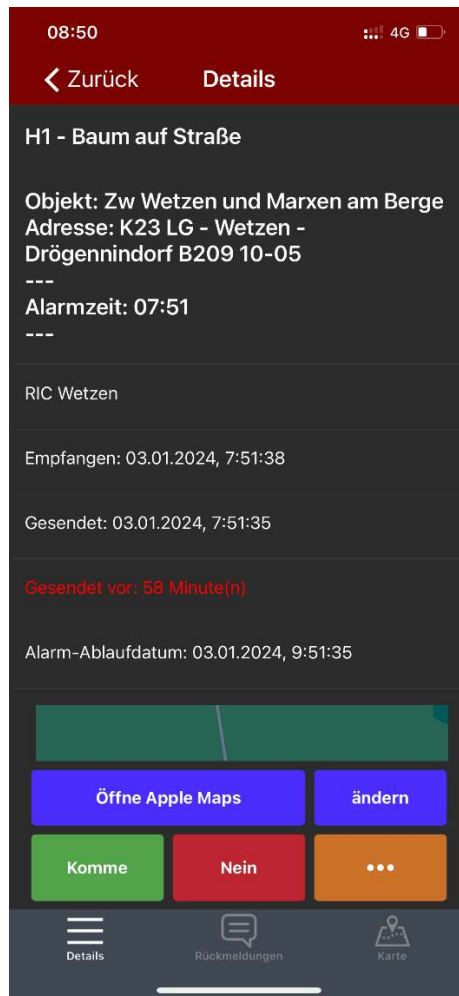 08:50
4G
Zurück
Details
H1 - Baum auf Straße
Objekt: Zw Wetzen und Marxen am Berge
Adresse: K23 LG - Wetzen -
Drögennindorf B209 10-05
---
Alarmzeit: 07:51
---
RIC Wetzen
Empfangen: 03.01.2024, 7:51:38
Gesendet: 03.01.2024, 7:51:35
Gesendet vor: 58 Minute(n)
Alarm-Ablaufdatum: 03.01.2024, 9:51:35
Öffne Apple Maps
ändern
Komme
Nein
•••
Details
Rückmeldungen
Karte